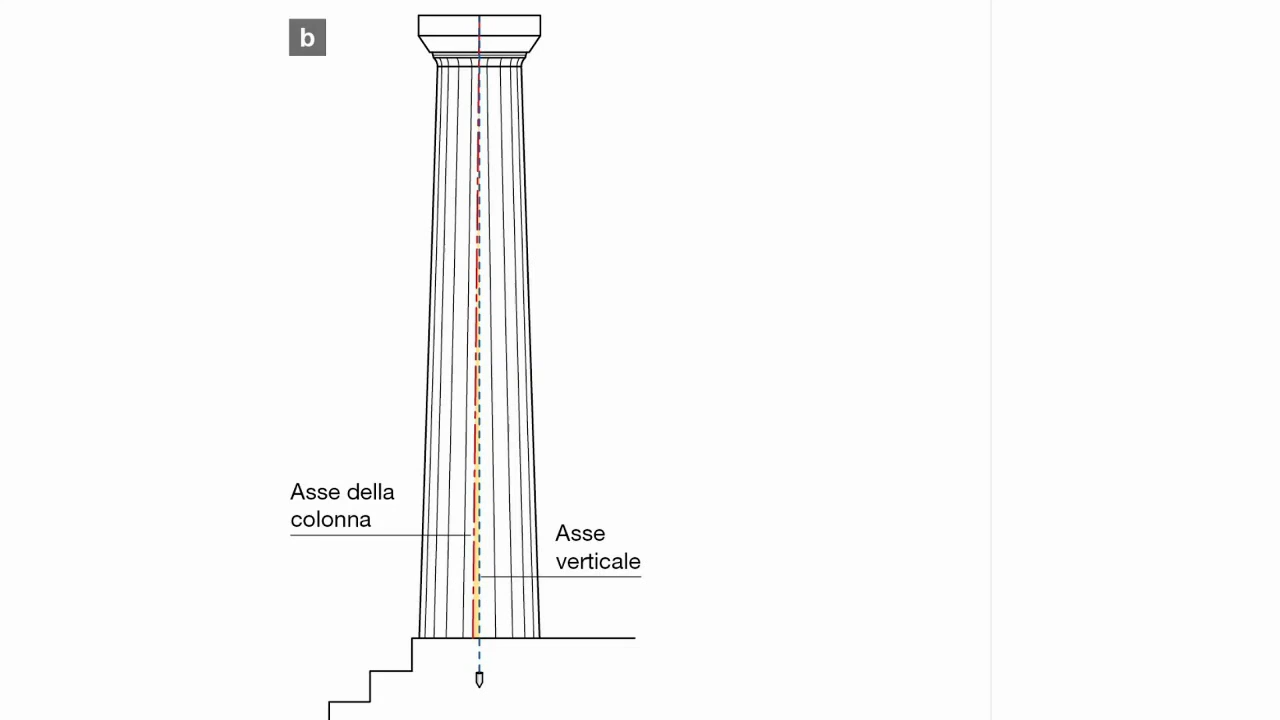 b
Asse della
colonna
Asse
verticale